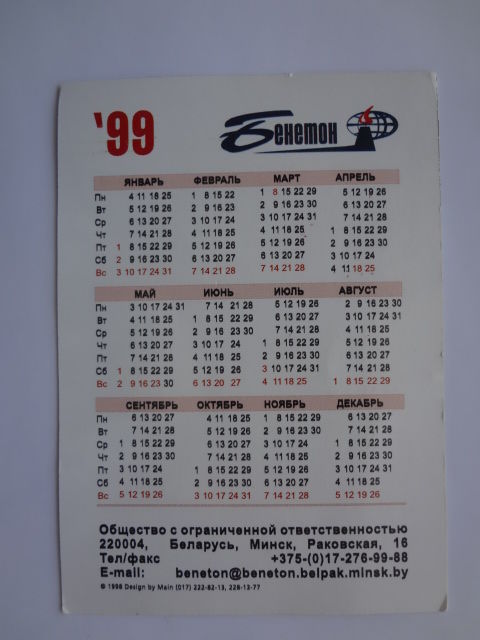 '99 Бенетон
ЯНВАРЬ ФЕВРАЛЬ МАРТ АПРЕЛЬ
Пн 4 11 18 25 1 8 15 22 1 8 15 22 29 5 12 19 26
Вт 5 12 19 26 2 9 16 23 2 9 16 23 30 6 13 20 27
Ср 6 13 20 27 3 10 17 24 3 10 17 24 31 7 14 21 28
Чт 7 14 21 28 4 11 18 25 4 11 18 25 1 8 15 22 29
Пт 1 8 15 22 29 5 12 19 26 5 12 19 26 2 9 16 23 30
Сб 2 9 16 23 30 6 13 20 27 6 13 20 27 3 10 17 24
Вс 3 10 17 24 31 7 14 21 28 7 14 21 28 4 11 18 25
МАЙ ИЮНЬ ИЮЛЬ АВГУСТ
Пн 3 10 17 24 31 7 14 21 28 5 12 19 26 2 9 16 23 30
Вт 4 11 18 25 1 8 15 22 29 6 13 20 27 3 10 17 24 31
Ср 5 12 19 26 2 9 16 23 30 7 14 21 28 4 11 18 25
Чт 6 13 20 27 3 10 17 24 1 8 15 22 29 5 12 19 26
Пт 7 14 21 28 4 11 18 25 2 9 16 23 30 6 13 20 27
Сб 1 8 15 22 29 5 12 19 26 3 10 17 24 31 7 14 21 28
Вс 2 9 16 23 30 6 13 20 27 4 11 18 25 1 8 15 22 29
СЕНТЯБРЬ ОКТЯБРЬ НОЯБРЬ ДЕКАБРЬ
Пн 6 13 20 27 4 11 18 25 1 8 15 22 29 6 13 20 27
Вт 7 14 21 28 5 12 19 26 2 9 16 23 30 7 14 21 28
Ср 1 8 15 22 29 6 13 20 27 3 10 17 24 1 8 15 22 29
Чт 2 9 16 23 30 7 14 21 28 4 11 18 25 2 9 16 23 30
Пт 3 10 17 24 1 8 15 22 29 5 12 19 26 3 10 17 24 31
Сб 4 11 18 25 2 9 16 23 30 6 13 20 27 4 11 18 25
Вс 5 12 19 26 3 10 17 24 31 7 14 21 28 5 12 19 26
Общество с ограниченной ответственностью
220004, Беларусь, Минск, Раковская, 16
Тел/факс +375-(0)17-276-99-88
E-mail: beneton@beneton.belpak.minsk.by
© 1998 Design by Main (017) 222-82-13, 228-13-77